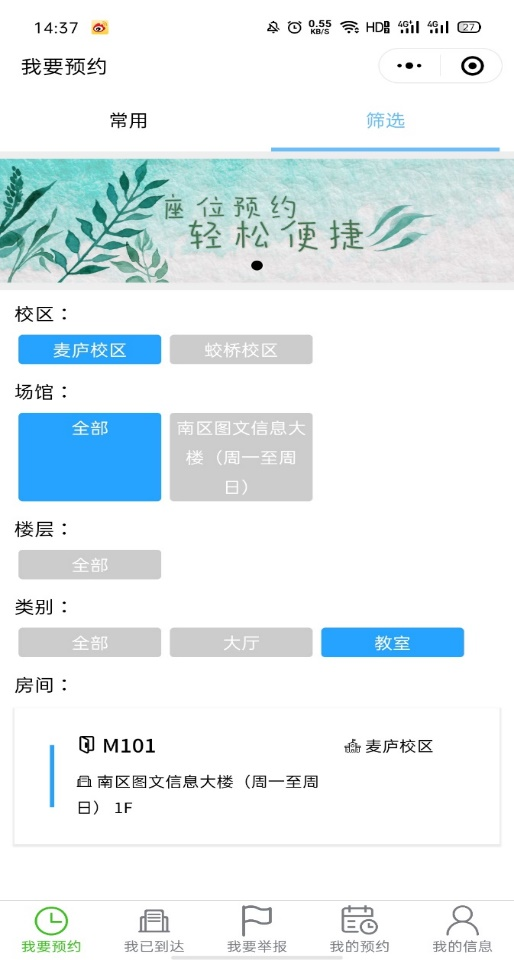 14:37
0.55
KB/S
HD
4G
4G
27
我要预约
常用
筛选
座位预约
轻松便捷
校区：
麦庐校区
蛟桥校区
场馆：
全部
南区图文信息大
楼（周一至周
日）
楼层：
全部
类别：
全部
大厅
教室
房间：
M101
麦庐校区
南区图文信息大楼（周一至周
日） 1F
我要预约
我已到达
我要举报
我的预约
我的信息